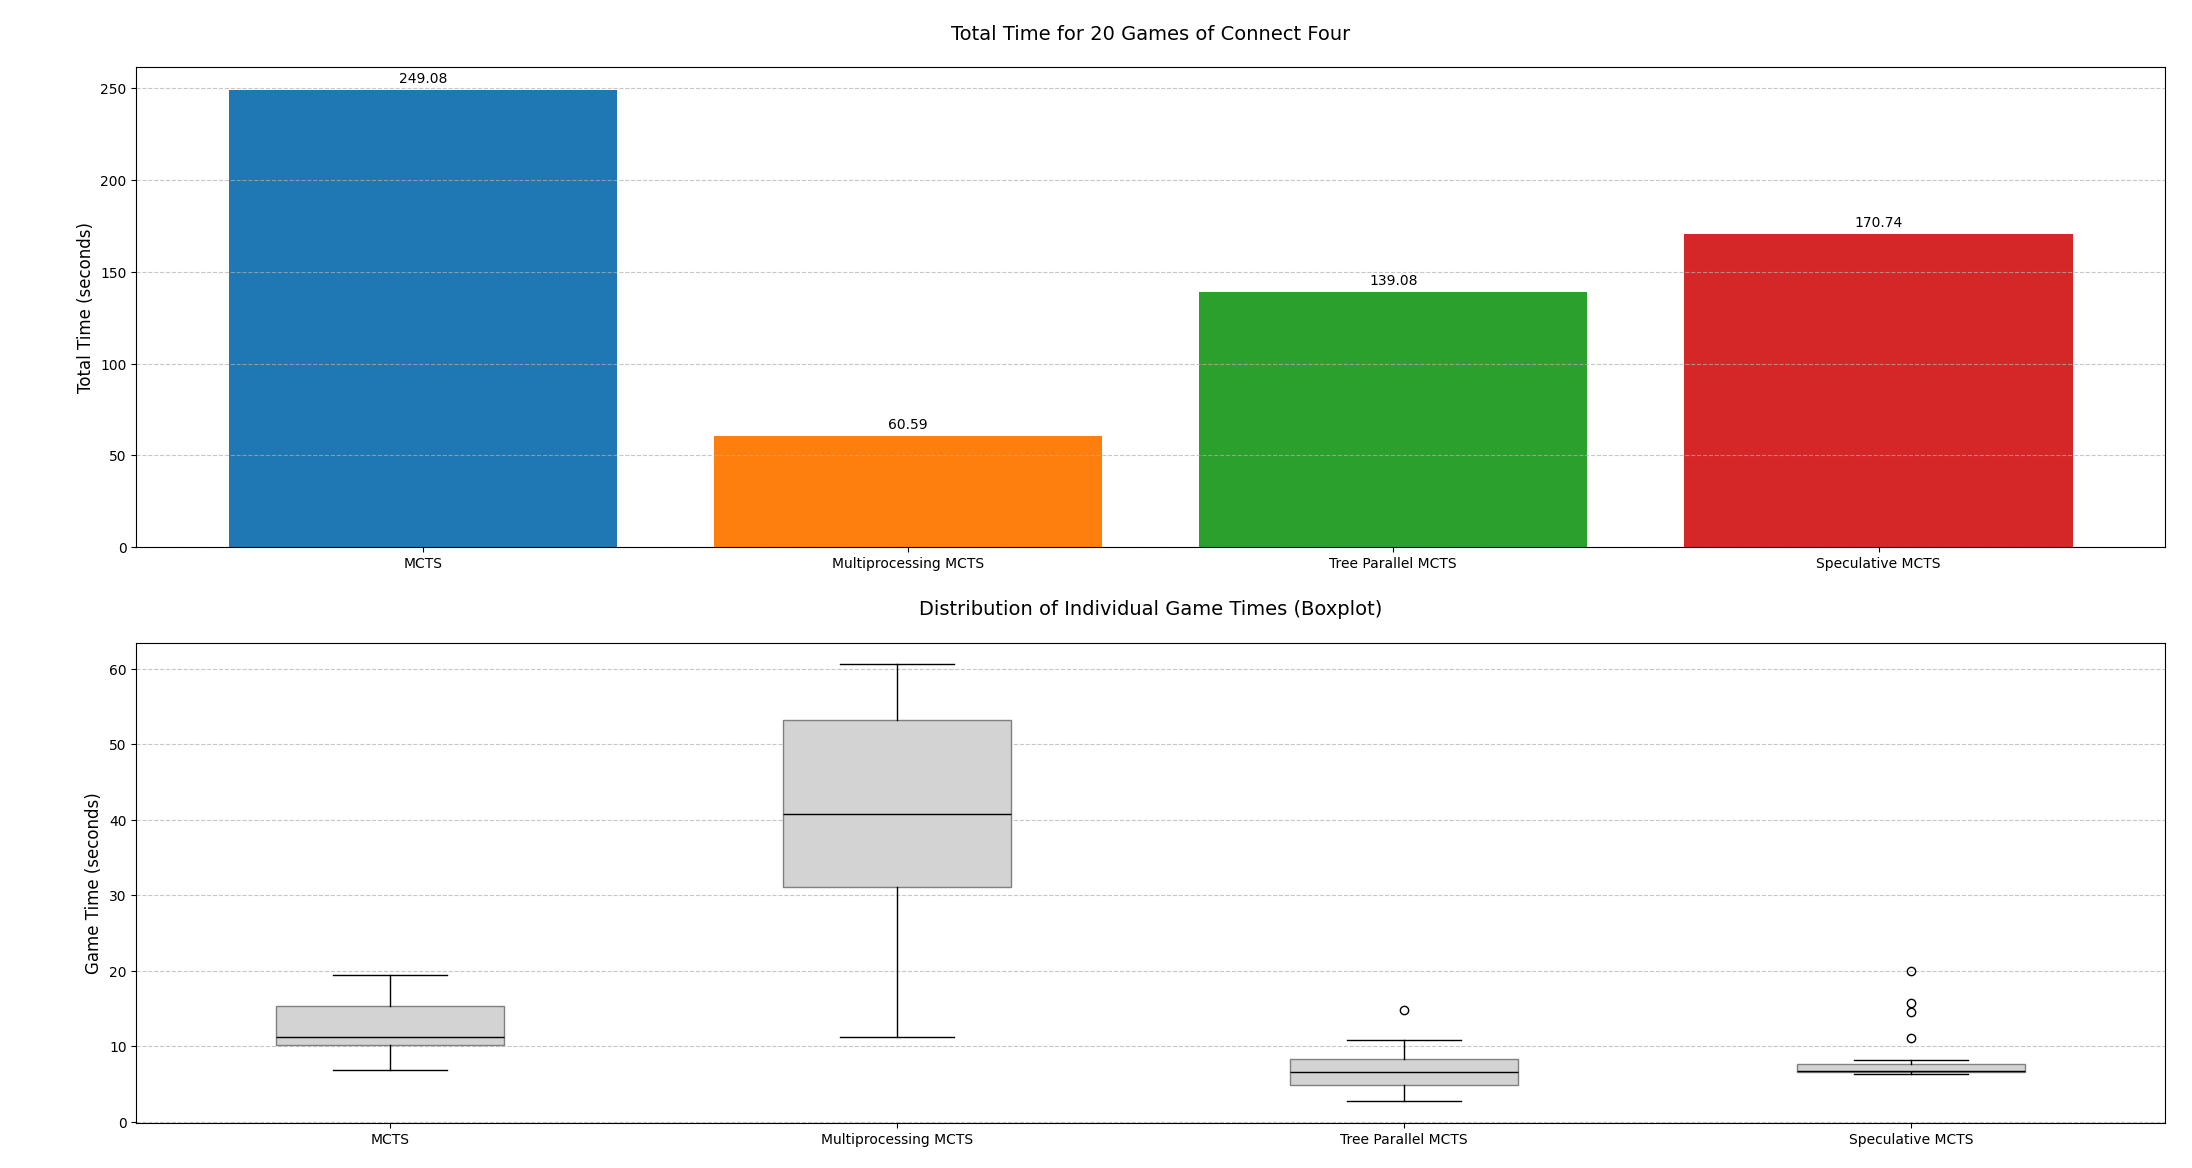 Total Time for 20 Games of Connect Four
Total Time (seconds)
250
200
150
100
50
0
249.08
60.59
139.08
170.74
MCTS
Multiprocessing MCTS
Tree Parallel MCTS
Speculative MCTS
Distribution of Individual Game Times (Boxplot)
Game Time (seconds)
60
50
40
30
20
10
0
MCTS
Multiprocessing MCTS
Tree Parallel MCTS
Speculative MCTS